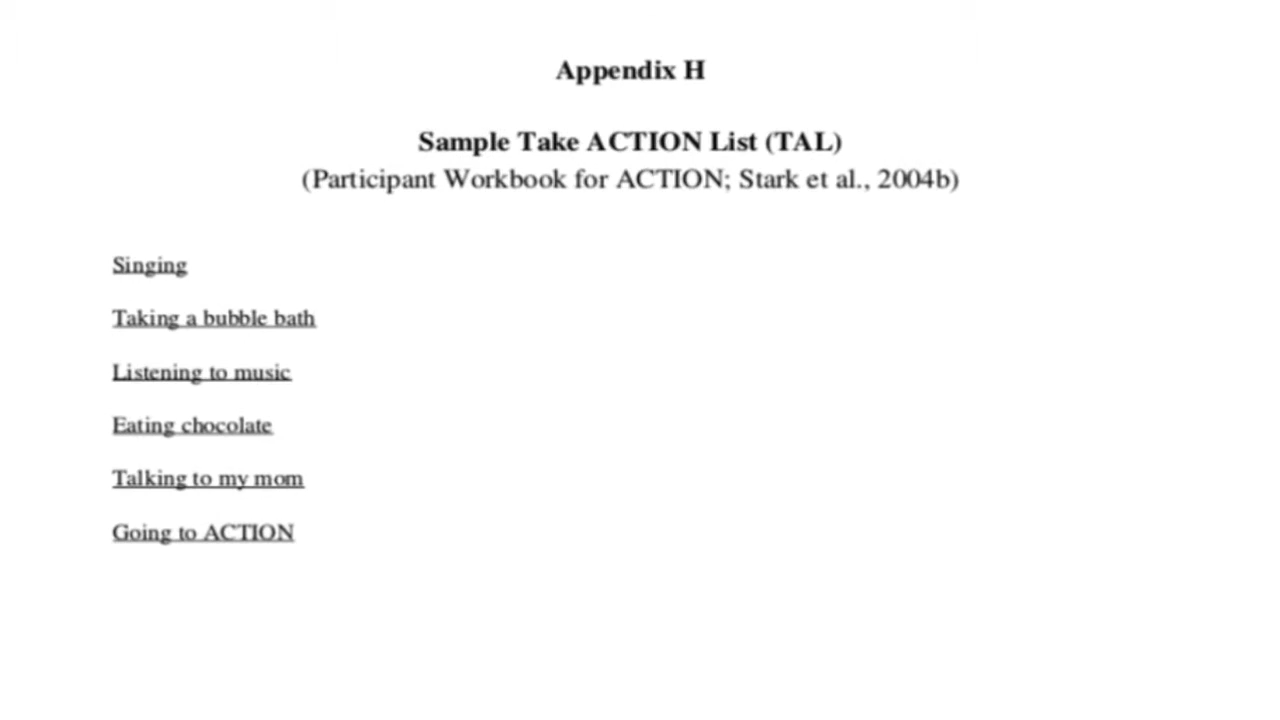 Appendix H
Sample Take ACTION List (TAL)
(Participant Workbook for ACTION; Stark et al., 2004b)
Singing
Taking a bubble bath
Listening to music
Eating chocolate
Talking to my mom
Going to ACTION